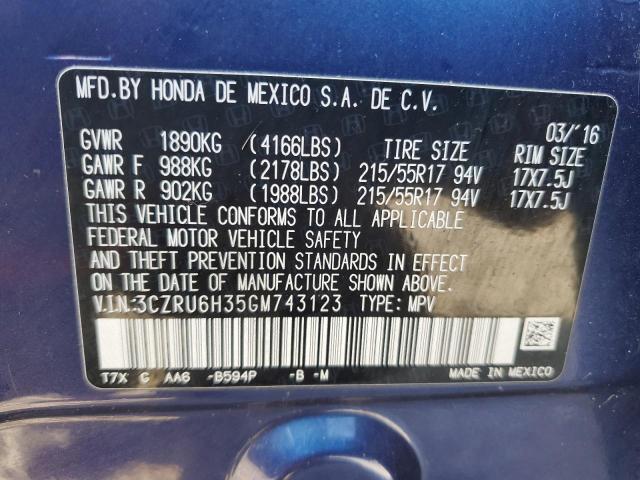 MFD.BY HONDA DE MEXICO S.A. DE C.V.
03/'16
GVWR 1890KG (4166LBS) TIRE SIZE RIM SIZE
GAWR F 988KG (2178LBS) 215/55R17 94V 17X7.5J
GAWR R 902KG (1988LBS) 215/55R17 94V 17X7.5J
THIS VEHICLE CONFORMS TO ALL APPLICABLE
FEDERAL MOTOR VEHICLE SAFETY
AND THEFT PREVENTION STANDARDS IN EFFECT
ON THE DATE OF MANUFACTURE SHOWN ABOVE.
V.I.N:3CZRU6H35GM743123 TYPE: MPV
T7X G AA6 -B594P -B -M
MADE IN MEXICO